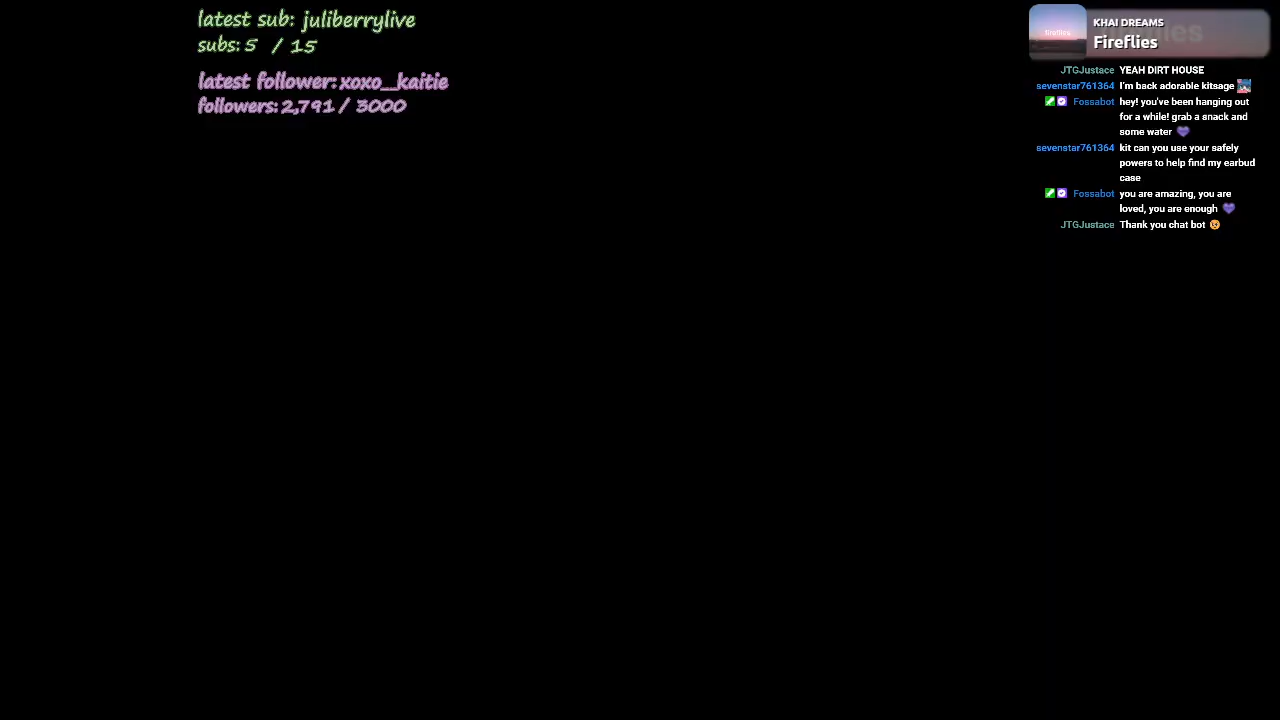 latest sub: juliberrylive
subs: 5 / 15
latest follower: xoxo__kaitie
followers: 2,791 / 3000
fireflies
KHAI DREAMS
Fireflies
JTGJustace YEAH DIRT HOUSE
sevenstar761364 I'm back adorable kitsage
Fossabot hey! you've been hanging out
for a while! grab a snack and
some water
sevenstar761364 kit can you use your safely
powers to help find my earbud
case
Fossabot you are amazing, you are
loved, you are enough
JTGJustace Thank you chat bot